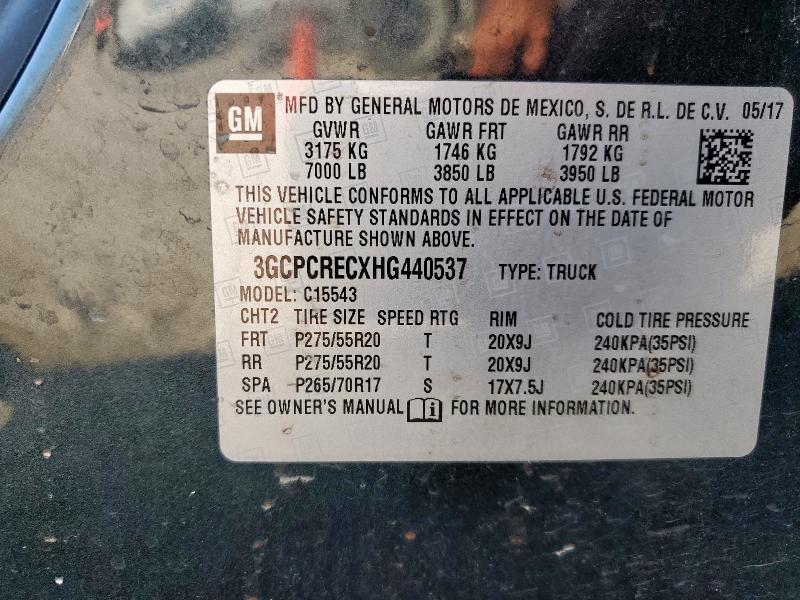 GM ® MFD BY GENERAL MOTORS DE MEXICO, S. DE R.L. DE C.V. 05/17
GVWR GAWR FRT GAWR RR
3175 KG 1746 KG 1792 KG
7000 LB 3850 LB 3950 LB
THIS VEHICLE CONFORMS TO ALL APPLICABLE U.S. FEDERAL MOTOR
VEHICLE SAFETY STANDARDS IN EFFECT ON THE DATE OF
MANUFACTURE SHOWN ABOVE.
3GCPCRECXHG440537 TYPE: TRUCK
MODEL: C15543
CHT2 TIRE SIZE SPEED RTG RIM COLD TIRE PRESSURE
FRT P275/55R20 T 20X9J 240KPA(35PSI)
RR P275/55R20 T 20X9J 240KPA(35PSI)
SPA P265/70R17 S 17X7.5J 240KPA(35PSI)
SEE OWNER'S MANUAL FOR MORE INFORMATION.